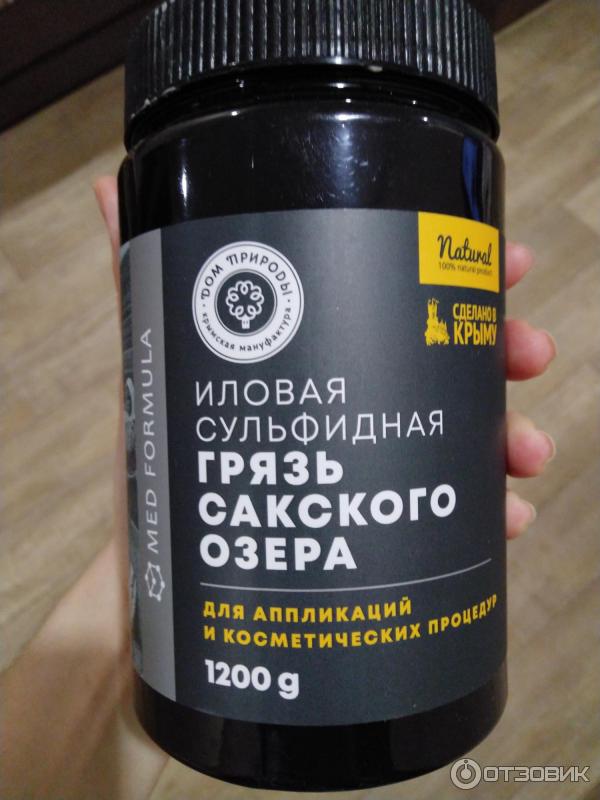 ДОМ ПРИРОДЫ
крымская мануфактура
Natural
100% natural product
СДЕЛАНО В
КРЫМУ
MED FORMULA
ИЛОВАЯ
СУЛЬФИДНАЯ
ГРЯЗЬ
САКСКОГО
ОЗЕРА
ДЛЯ АППЛИКАЦИЙ
И КОСМЕТИЧЕСКИХ ПРОЦЕДУР
1200 g
ОТЗОВИК